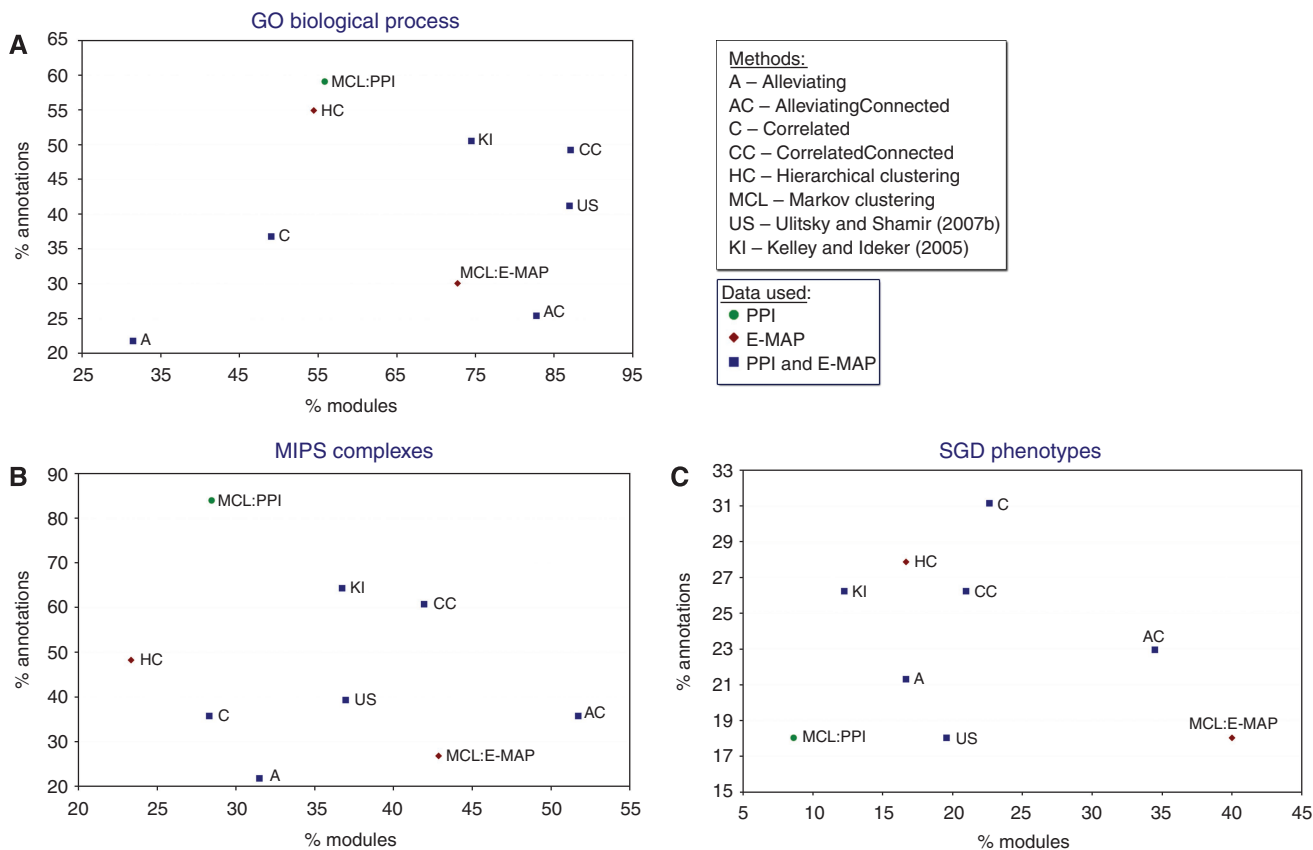 GO biological process
A
65
60
55
50
45
40
35
30
25
20
% annotations
MCL:PPI
HC
KI
CC
US
C
MCL:E-MAP
AC
A
25 35 45 55 65 75 85 95
% modules
Methods:
A – Alleviating
AC – AlleviatingConnected
C – Correlated
CC – CorrelatedConnected
HC – Hierarchical clustering
MCL – Markov clustering
US – Ulitsky and Shamir (2007b)
KI – Kelley and Ideker (2005)
Data used:
PPI
E-MAP
PPI and E-MAP
MIPS complexes
B
90
80
70
60
50
40
30
20
% annotations
MCL:PPI
KI
CC
HC
US
C
AC
MCL:E-MAP
A
20 25 30 35 40 45 50 55
% modules
SGD phenotypes
C
33
31
29
27
25
23
21
19
17
15
% annotations
C
HC
KI
CC
AC
A
MCL:E-MAP
MCL:PPI
US
5 10 15 20 25 30 35 40 45
% modules